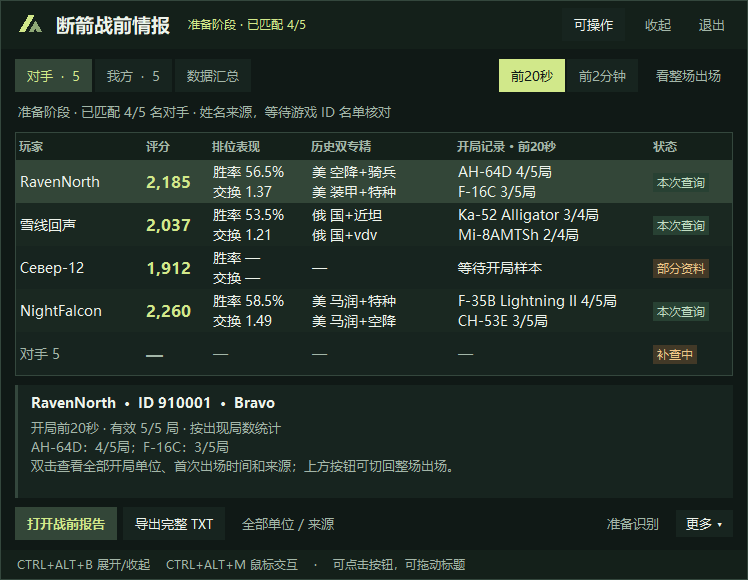 断箭战前情报 准备阶段 · 已匹配 4/5 可操作 收起 退出
对手 · 5 我方 · 5 数据汇总 前20秒 前2分钟 看整场出场
准备阶段 · 已匹配 4/5 名对手 · 姓名来源，等待游戏 ID 名单核对
玩家 评分 排位表现 历史双专精 开局记录 • 前20秒 状态
RavenNorth 2,185 胜率 56.5% 美 空降+骑兵 AH-64D 4/5局 本次查询
交换 1.37 美 装甲+特种 F-16C 3/5局
雪线回声 2,037 胜率 53.5% 俄 国+近坦 Ka-52 Alligator 3/4局 本次查询
交换 1.21 俄 国+vdv Mi-8AMTSh 2/4局
Север-12 1,912 胜率 — — 等待开局样本 部分资料
交换 —
NightFalcon 2,260 胜率 58.5% 美 马润+特种 F-35B Lightning II 4/5局 本次查询
交换 1.49 美 马润+空降 CH-53E 3/5局
对手 5 — — — — 补查中
RavenNorth • ID 910001 • Bravo
开局前20秒 · 有效 5/5 局 · 按出现局数统计
AH-64D：4/5局；F-16C：3/5局
双击查看全部开局单位、首次出场时间和来源；上方按钮可切回整场出场。
打开战前报告 导出完整 TXT 全部单位 / 来源 准备识别 更多 ▾
CTRL+ALT+B 展开/收起 CTRL+ALT+M 鼠标交互 · 可点击按钮，可拖动标题